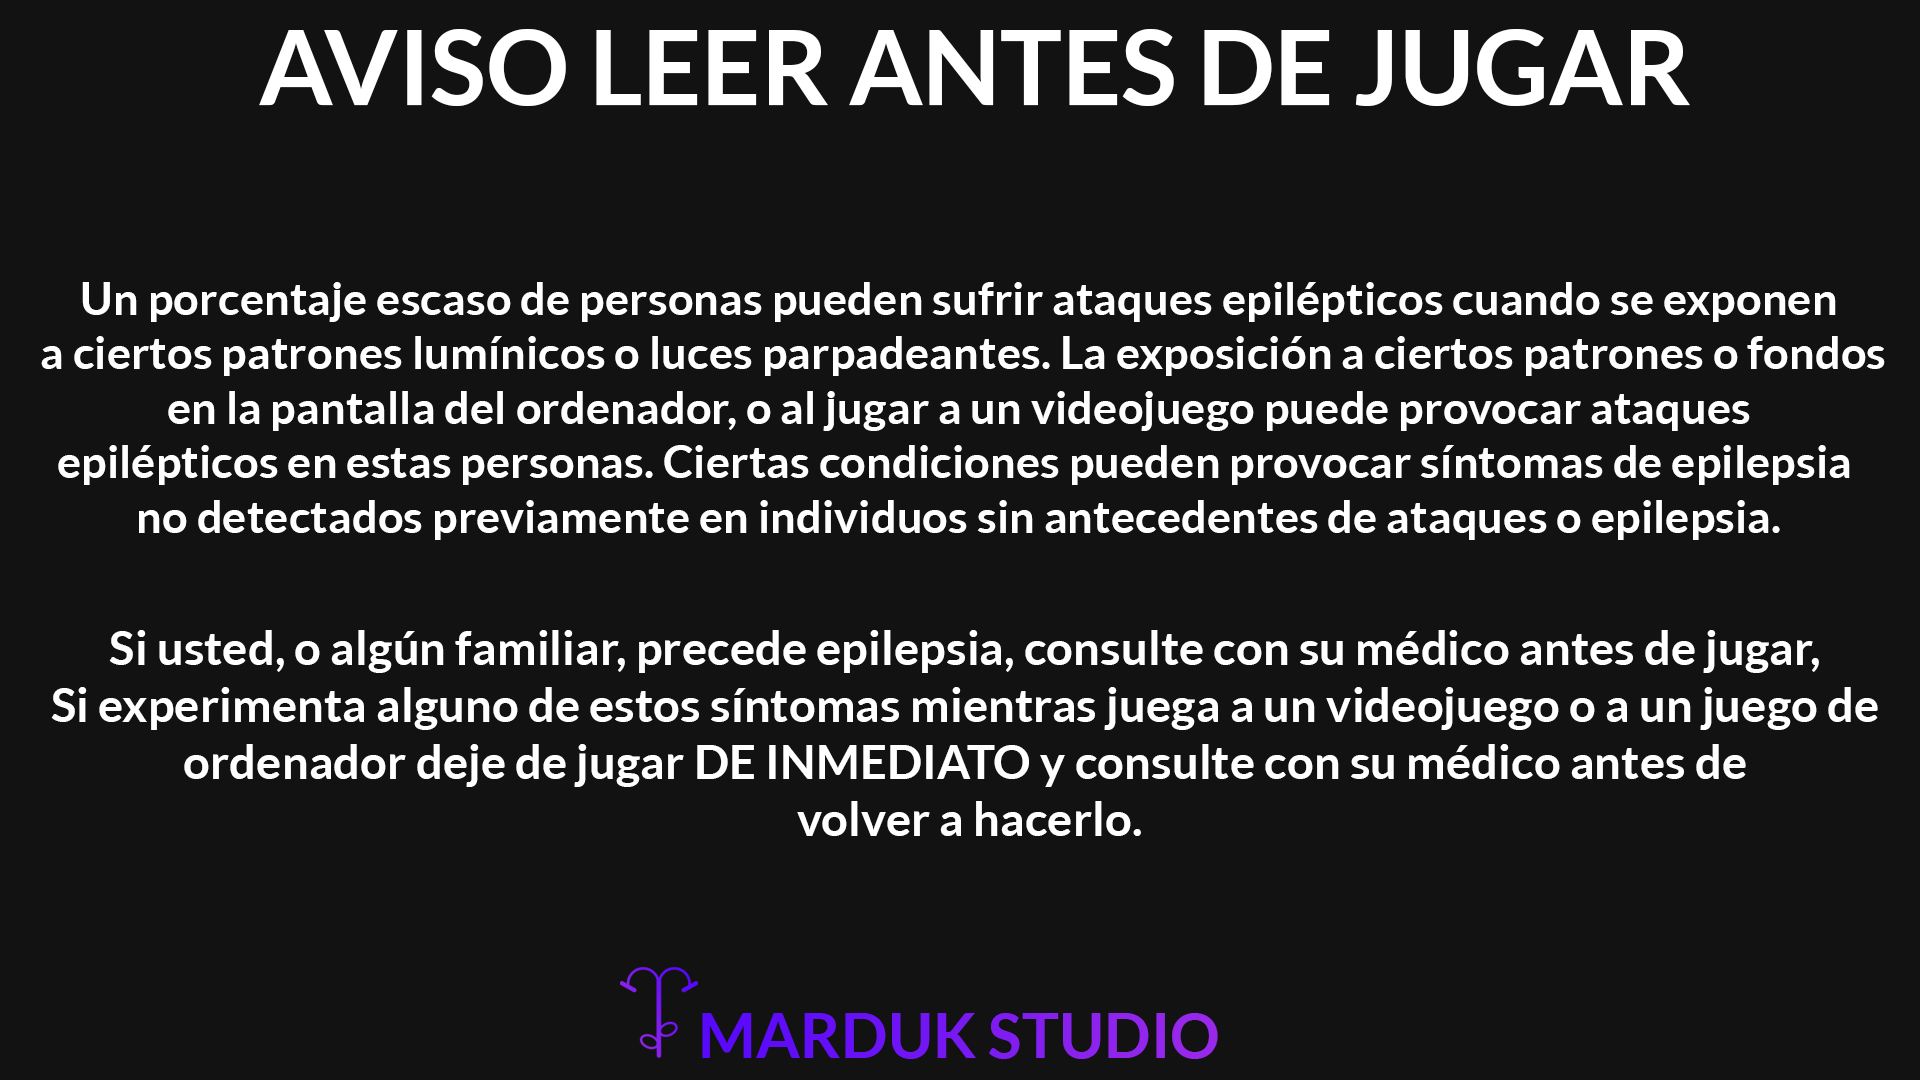 AVISO LEER ANTES DE JUGAR
Un porcentaje escaso de personas pueden sufrir ataques epilépticos cuando se exponen
a ciertos patrones lumínicos o luces parpadeantes. La exposición a ciertos patrones o fondos
en la pantalla del ordenador, o al jugar a un videojuego puede provocar ataques
epilépticos en estas personas. Ciertas condiciones pueden provocar síntomas de epilepsia
no detectados previamente en individuos sin antecedentes de ataques o epilepsia.
Si usted, o algún familiar, precede epilepsia, consulte con su médico antes de jugar,
Si experimenta alguno de estos síntomas mientras juega a un videojuego o a un juego de
ordenador deje de jugar DE INMEDIATO y consulte con su médico antes de
volver a hacerlo.
MARDUK STUDIO